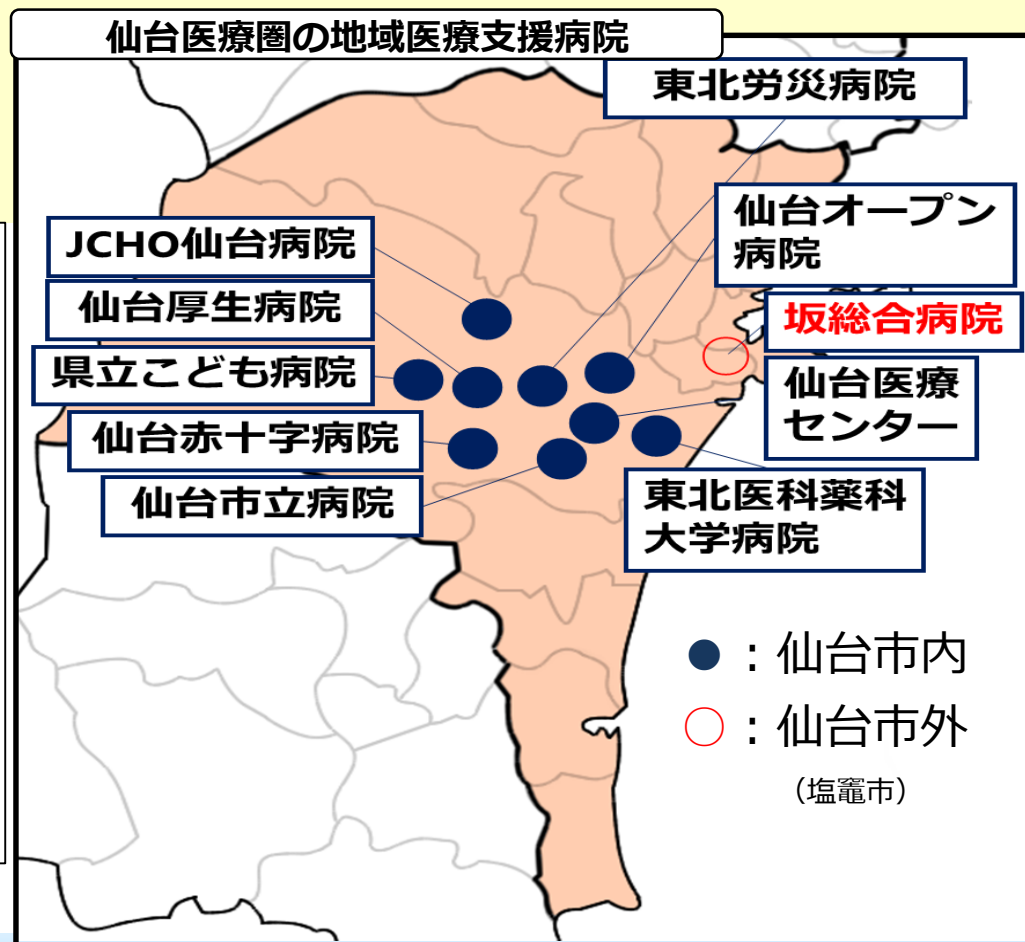 仙台医療圏の地域医療支援病院
東北労災病院
仙台オープン
病院
JCHO仙台病院
仙台厚生病院
坂総合病院
県立こども病院
仙台医療
センター
仙台赤十字病院
仙台市立病院
東北医科薬科
大学病院
●：仙台市内
○：仙台市外
（塩竈市）